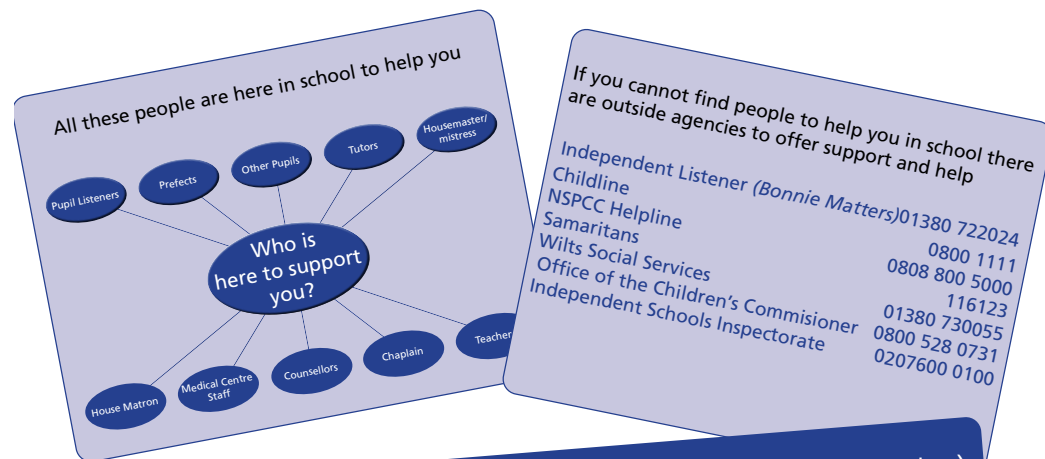 All these people are here in school to help you
Pupil Listeners
Prefects
Other Pupils
Tutors
Housemaster/
mistress
Who is
here to support
you?
House Matron
Medical Centre
Staff
Counsellors
Chaplain
Teacher
If you cannot find people to help you in school there
are outside agencies to offer support and help
Independent Listener (Bonnie Matters)01380 722024
Childline 0800 1111
NSPCC Helpline 0808 800 5000
Samaritans 116123
Wilts Social Services 01380 730055
Office of the Children's Commisioner 0800 528 0731
Independent Schools Inspectorate 0207600 0100